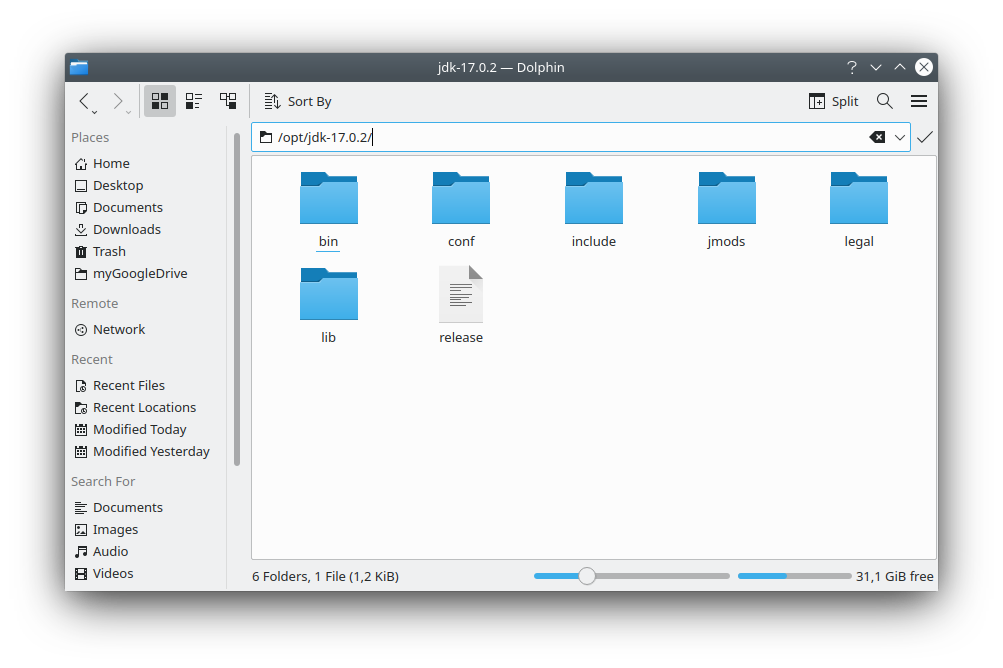 jdk-17.0.2 — Dolphin
?
Sort By
Split
Places
Home
Desktop
Documents
Downloads
Trash
myGoogleDrive
Remote
Network
Recent
Recent Files
Recent Locations
Modified Today
Modified Yesterday
Search For
Documents
Images
Audio
Videos
/opt/jdk-17.0.2/
bin conf include jmods legal
lib release
6 Folders, 1 File (1,2 KiB)
31,1 GiB free